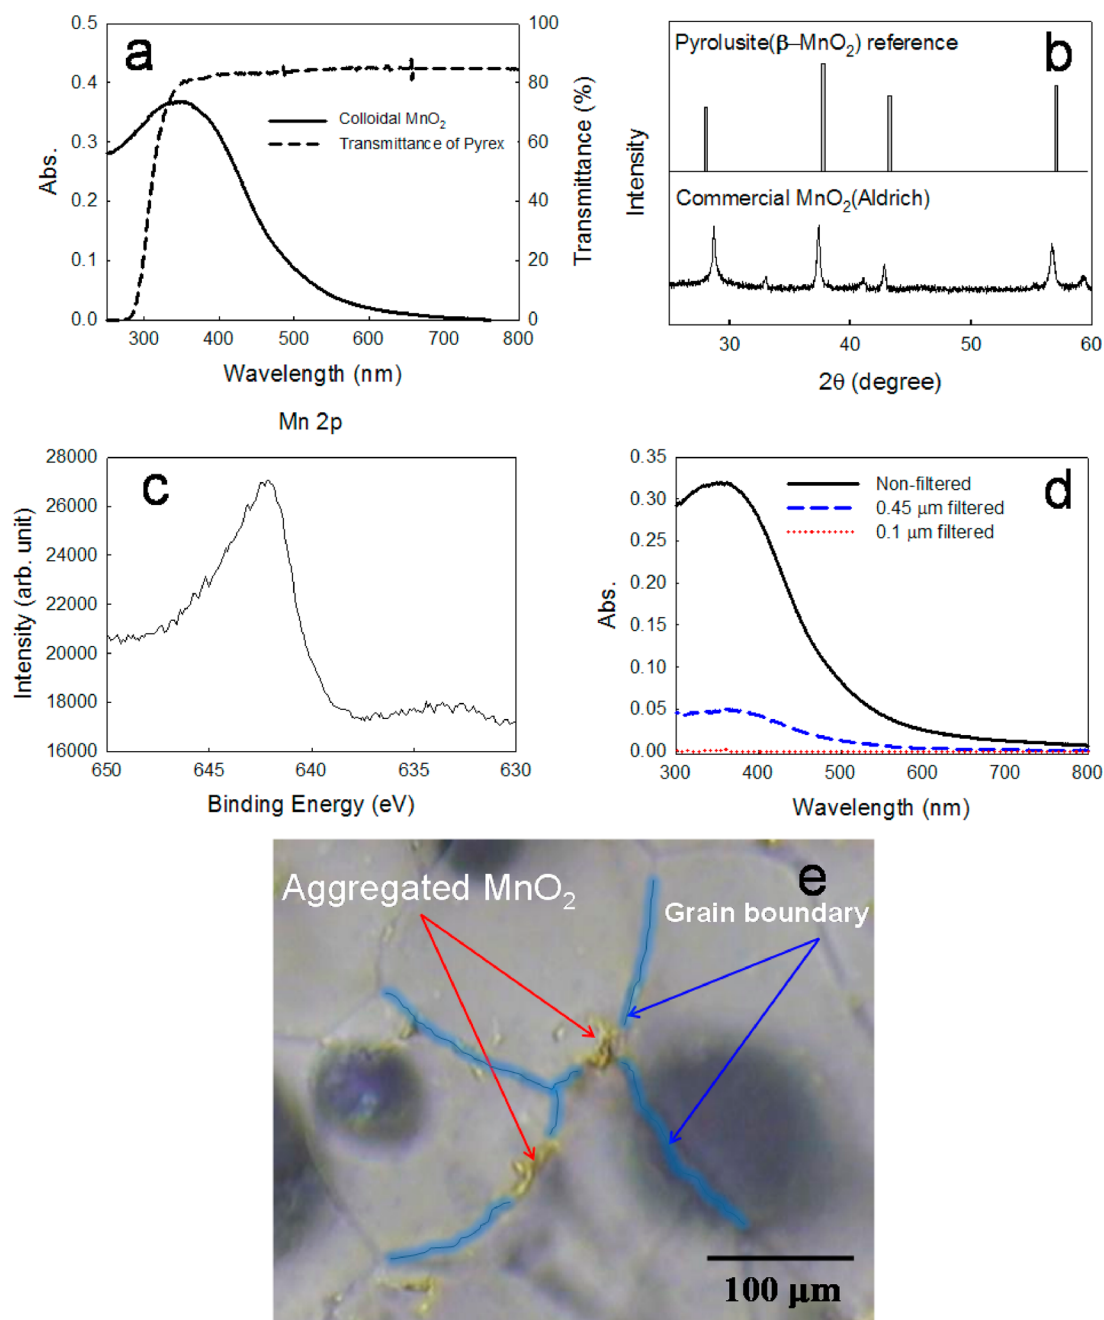 a
Colloidal MnO₂
Transmittance of Pyrex
0.5
0.4
0.3
0.2
0.1
0.0
Abs.
100
80
60
40
20
0
Transmittance (%)
300 400 500 600 700 800
Wavelength (nm)
b
Pyrolusite(β–MnO₂) reference
Commercial MnO₂(Aldrich)
Intensity
30 40 50 60
2θ (degree)
Mn 2p
c
28000
26000
24000
22000
20000
18000
16000
Intensity (arb. unit)
650 645 640 635 630
Binding Energy (eV)
d
Non-filtered
0.45 μm filtered
0.1 μm filtered
0.35
0.30
0.25
0.20
0.15
0.10
0.05
0.00
Abs.
300 400 500 600 700 800
Wavelength (nm)
e
Aggregated MnO₂
Grain boundary
100 μm